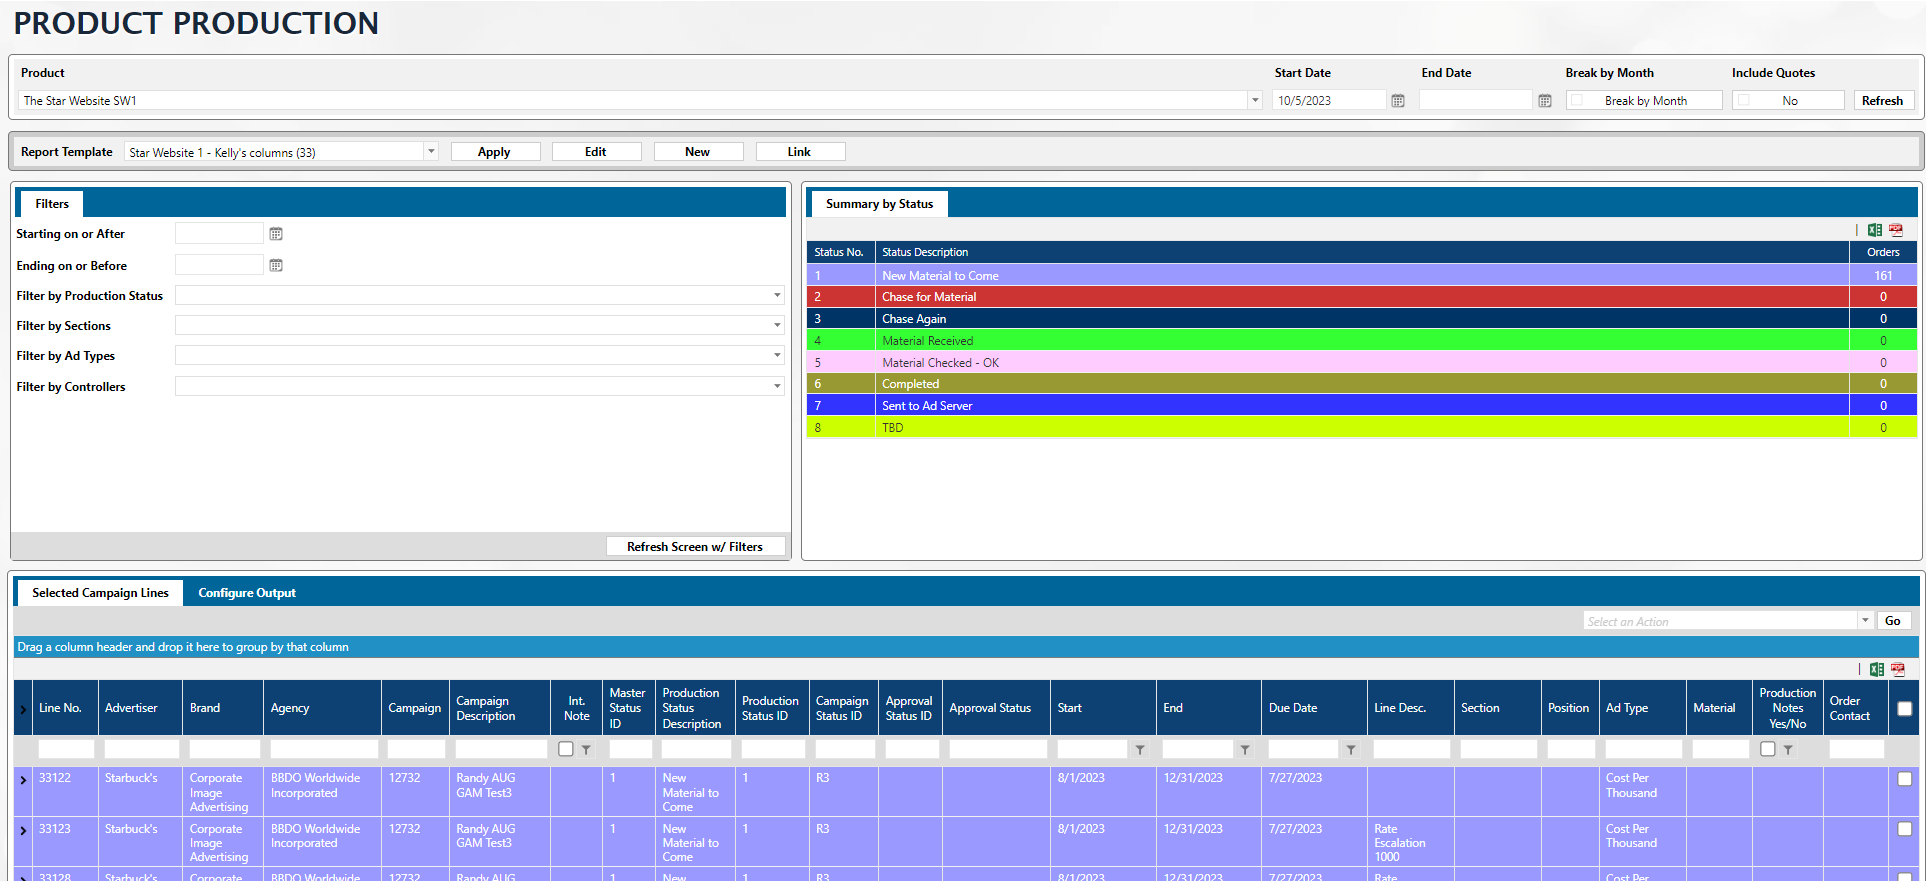 PRODUCT PRODUCTION
Product
Start Date
End Date
Break by Month
Include Quotes
The Star Website SW1
10/5/2023
Break by Month
No
Refresh
Report Template
Star Website 1 - Kelly's columns (33)
Apply
Edit
New
Link
Filters
Starting on or After
Ending on or Before
Filter by Production Status
Filter by Sections
Filter by Ad Types
Filter by Controllers
Refresh Screen w/ Filters
Summary by Status
Status No. Status Description Orders
1 New Material to Come 161
2 Chase for Material 0
3 Chase Again 0
4 Material Received 0
5 Material Checked - OK 0
6 Completed 0
7 Sent to Ad Server 0
8 TBD 0
Selected Campaign Lines
Configure Output
Select an Action
Go
Drag a column header and drop it here to group by that column
Line No.
Advertiser
Brand
Agency
Campaign
Campaign
Description
Int.
Note
Master
Status
ID
Production
Status
Description
Production
Status ID
Campaign
Status ID
Approval
Status ID
Approval Status
Start
End
Due Date
Line Desc.
Section
Position
Ad Type
Material
Production
Notes
Yes/No
Order
Contact
33122
Starbuck's
Corporate
Image
Advertising
BBDO Worldwide
Incorporated
12732
Randy AUG
GAM Test3
1
New
Material to
Come
1
R3
8/1/2023
12/31/2023
7/27/2023
Cost Per
Thousand
33123
Starbuck's
Corporate
Image
Advertising
BBDO Worldwide
Incorporated
12732
Randy AUG
GAM Test3
1
New
Material to
Come
1
R3
8/1/2023
12/31/2023
7/27/2023
Rate
Escalation
1000
Cost Per
Thousand
33128
Starbuck's
Corporate
BBDO Worldwide
12732
Randy AUG
1
New
1
R3
8/1/2023
12/31/2023
7/27/2023
Rate
Cost Per